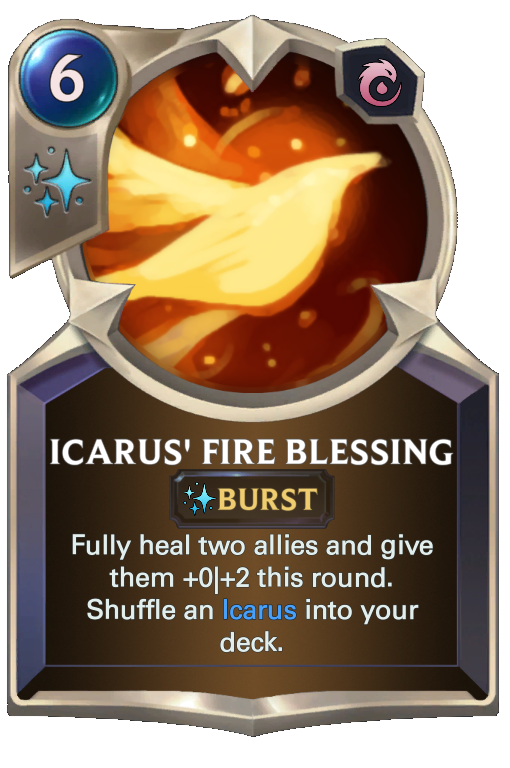 6
ICARUS' FIRE BLESSING
BURST
Fully heal two allies and give
them +0|+2 this round.
Shuffle an Icarus into your
deck.